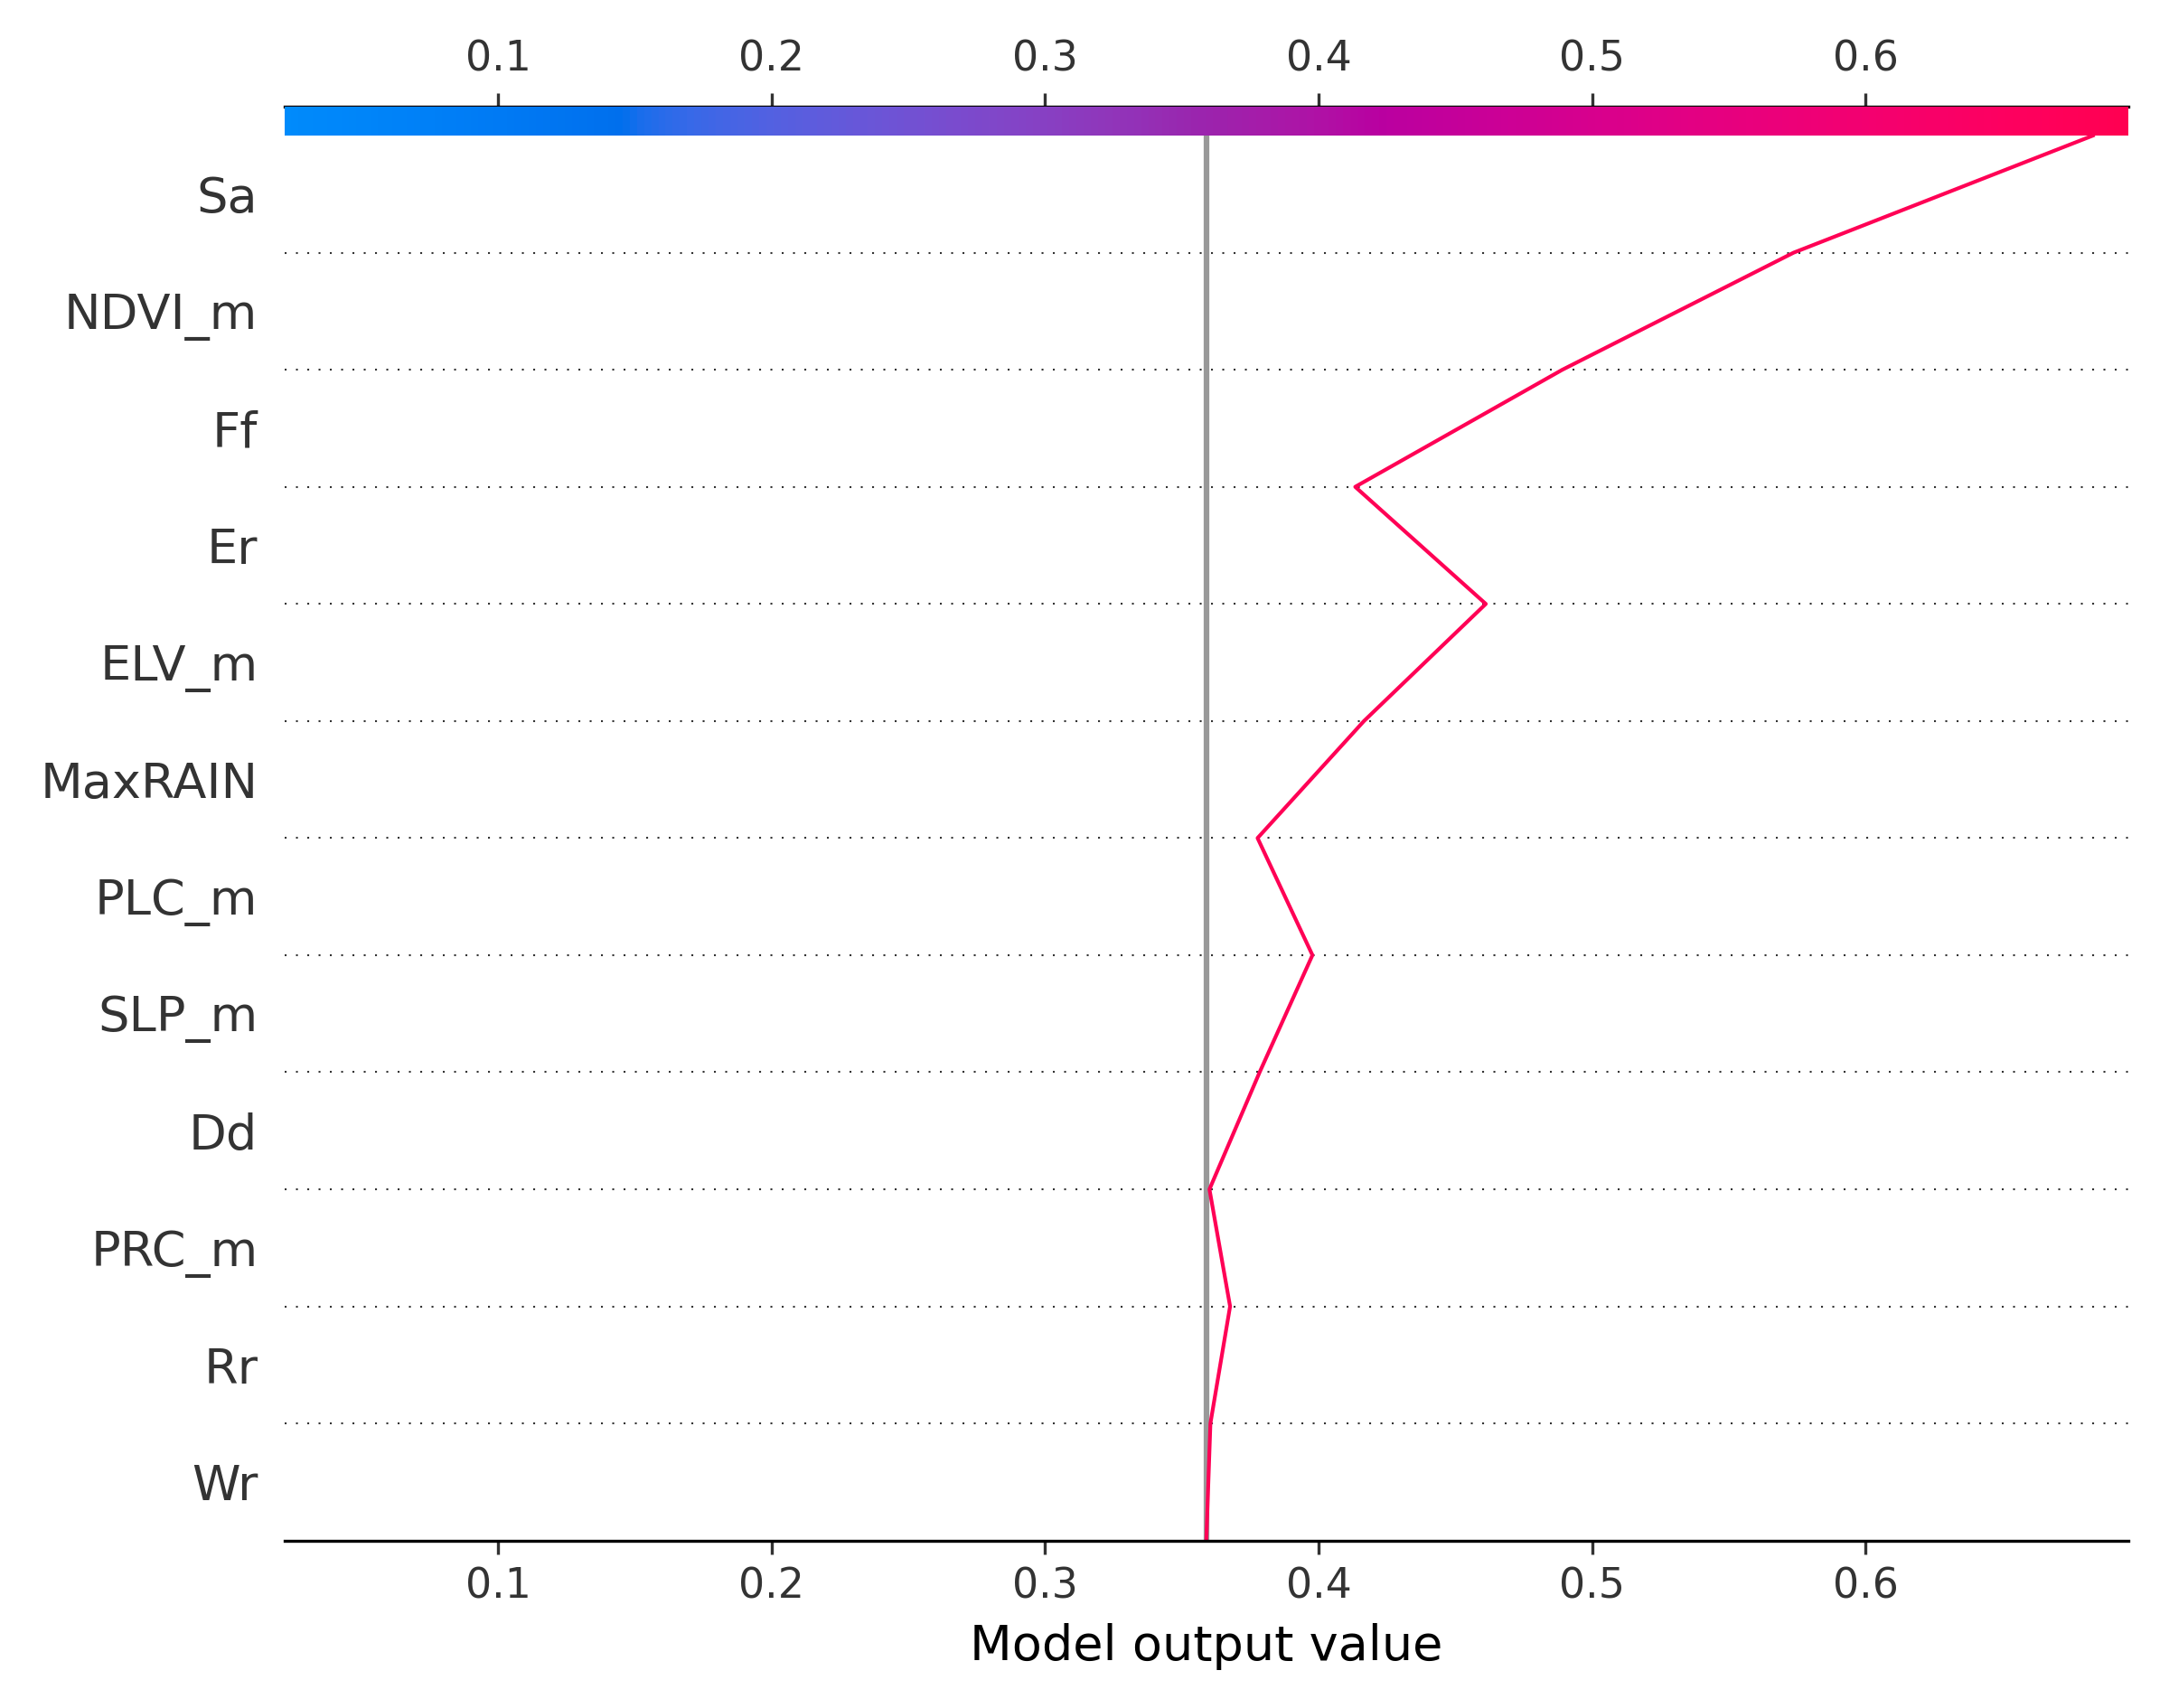 0.1 0.2 0.3 0.4 0.5 0.6
Sa
NDVI_m
Ff
Er
ELV_m
MaxRAIN
PLC_m
SLP_m
Dd
PRC_m
Rr
Wr
0.1 0.2 0.3 0.4 0.5 0.6
Model output value